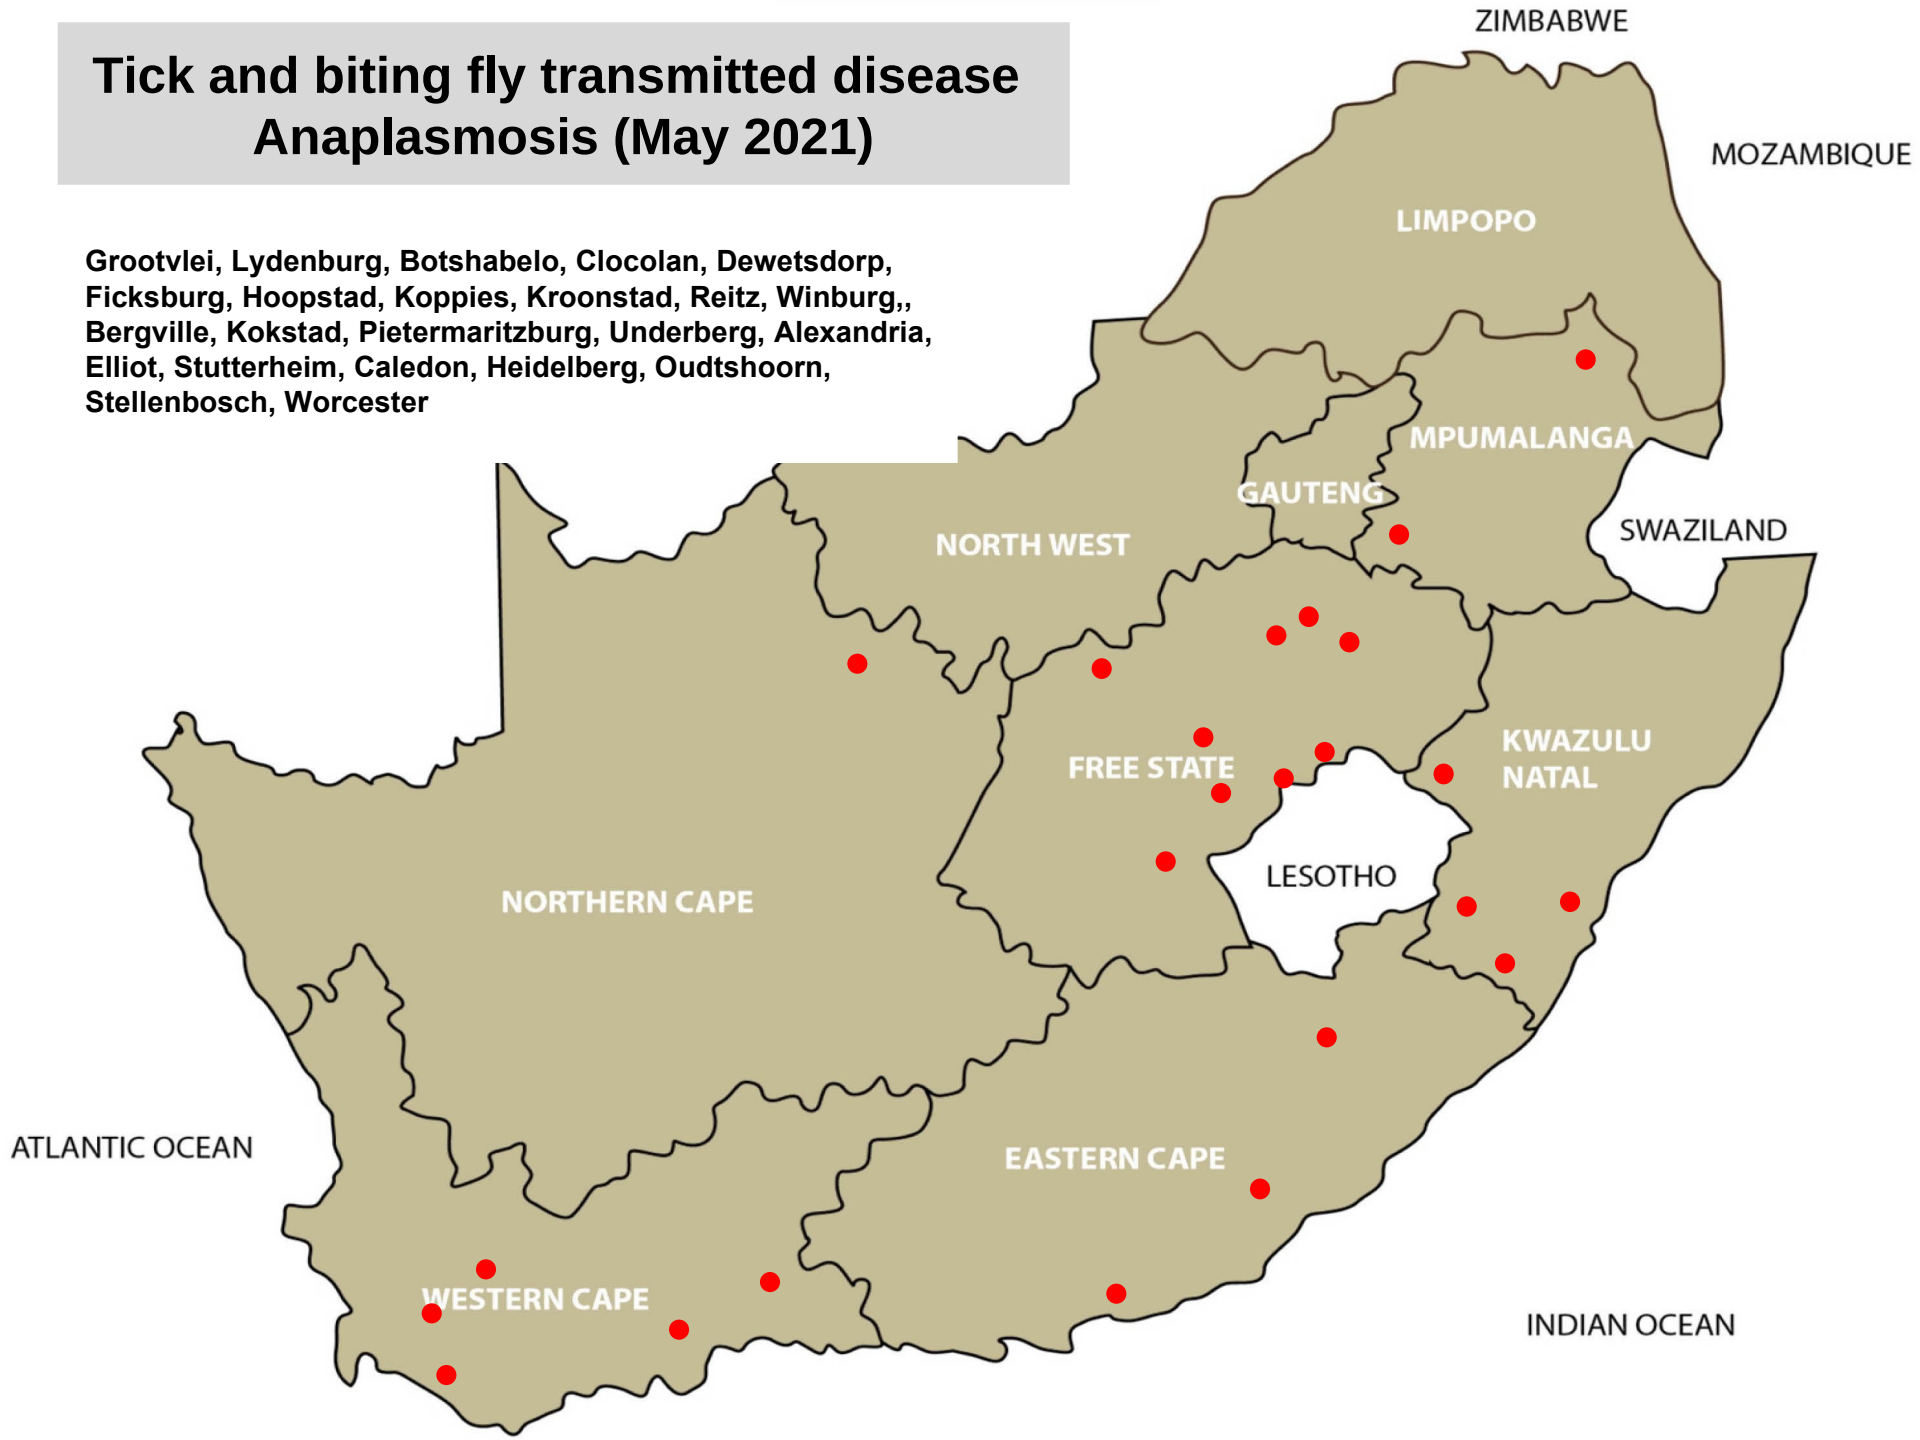 ZIMBABWE
Tick and biting fly transmitted disease
Anaplasmosis (May 2021)
MOZAMBIQUE
LIMPOPO
Grootvlei, Lydenburg, Botshabelo, Clocolan, Dewetsdorp,
Ficksburg, Hoopstad, Koppies, Kroonstad, Reitz, Winburg,,
Bergville, Kokstad, Pietermaritzburg, Underberg, Alexandria,
Elliot, Stutterheim, Caledon, Heidelberg, Oudtshoorn,
Stellenbosch, Worcester
MPUMALANGA
GAUTENG
SWAZILAND
NORTH WEST
KWAZULU
NATAL
FREE STATE
LESOTHO
NORTHERN CAPE
ATLANTIC OCEAN
EASTERN CAPE
WESTERN CAPE
INDIAN OCEAN